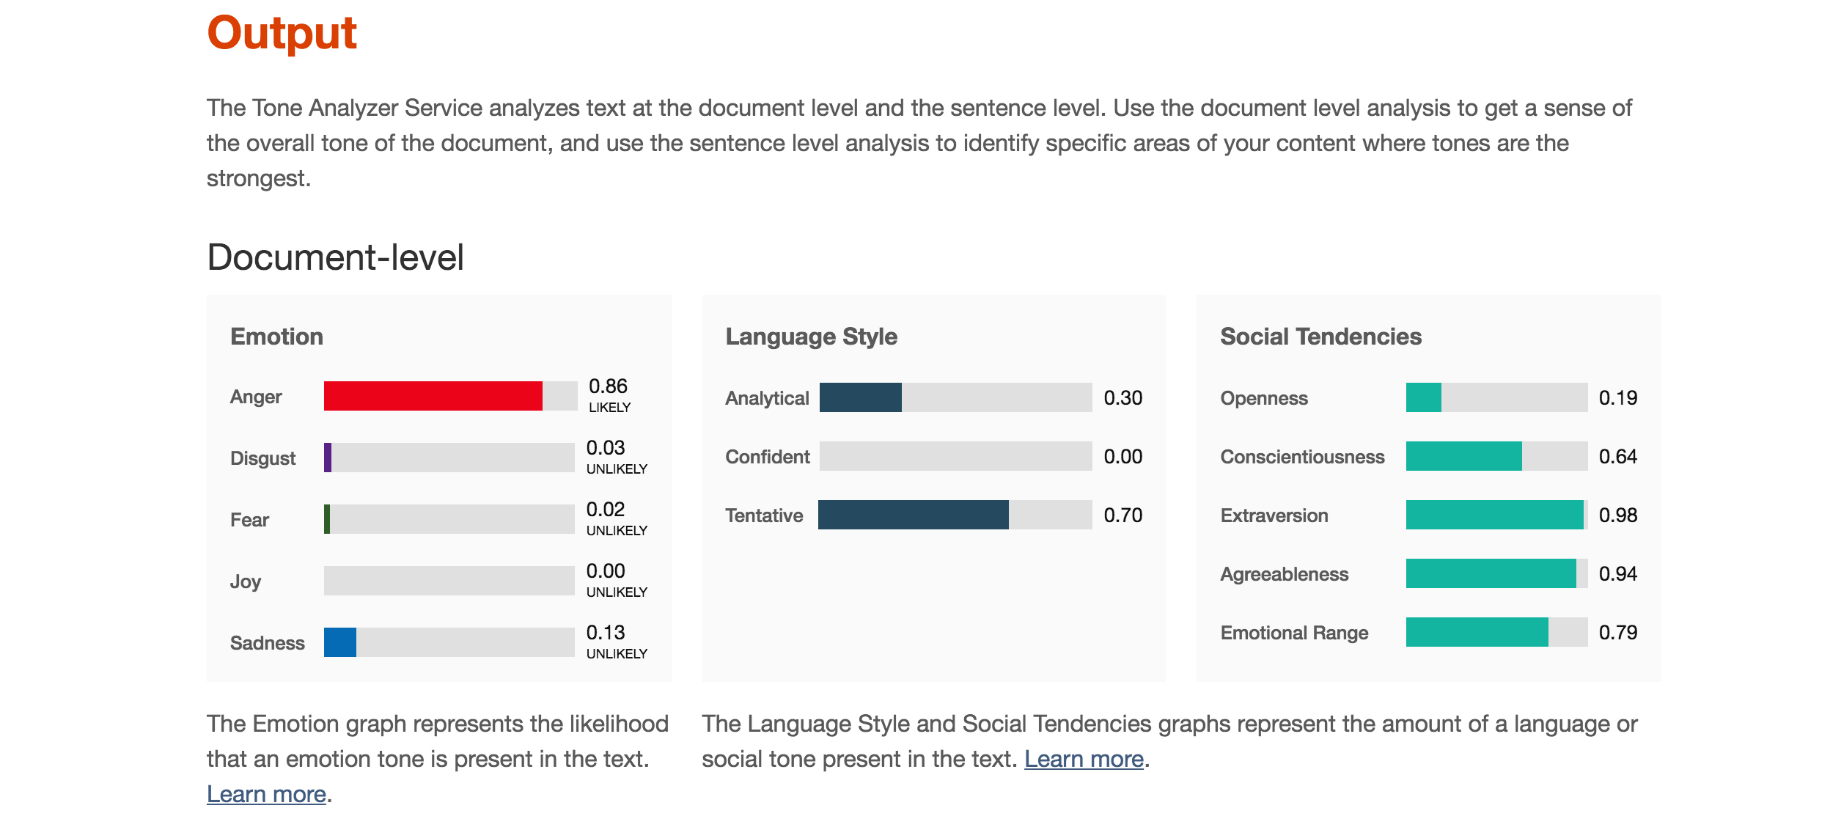 Output
The Tone Analyzer Service analyzes text at the document level and the sentence level. Use the document level analysis to get a sense of
the overall tone of the document, and use the sentence level analysis to identify specific areas of your content where tones are the
strongest.
Document-level
Emotion
Anger 0.86
LIKELY
Disgust 0.03
UNLIKELY
Fear 0.02
UNLIKELY
Joy 0.00
UNLIKELY
Sadness 0.13
UNLIKELY
The Emotion graph represents the likelihood
that an emotion tone is present in the text.
Learn more.
Language Style
Analytical 0.30
Confident 0.00
Tentative 0.70
Social Tendencies
Openness 0.19
Conscientiousness 0.64
Extraversion 0.98
Agreeableness 0.94
Emotional Range 0.79
The Language Style and Social Tendencies graphs represent the amount of a language or
social tone present in the text. Learn more.